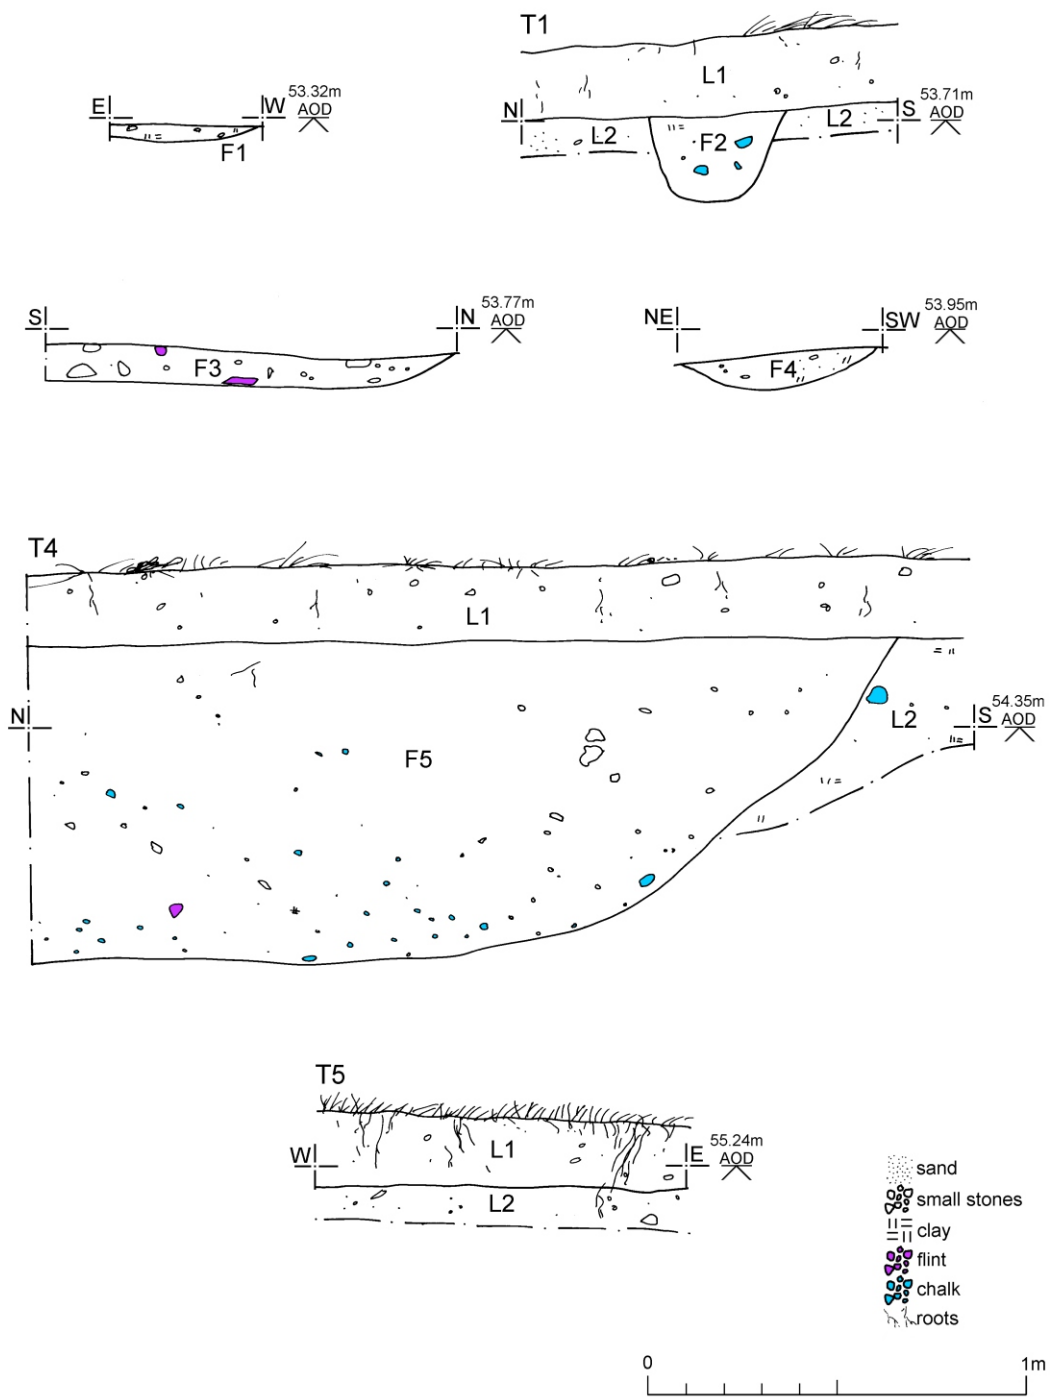 T1
L1
E
W
53.32m
AOD
F1
N
L2
F2
L2
S
53.71m
AOD
S
F3
N
53.77m
AOD
NE
F4
SW
53.95m
AOD
T4
L1
N
F5
L2
S
54.35m
AOD
T5
L1
W
E
55.24m
AOD
L2
sand
small stones
clay
flint
chalk
roots
0
1m